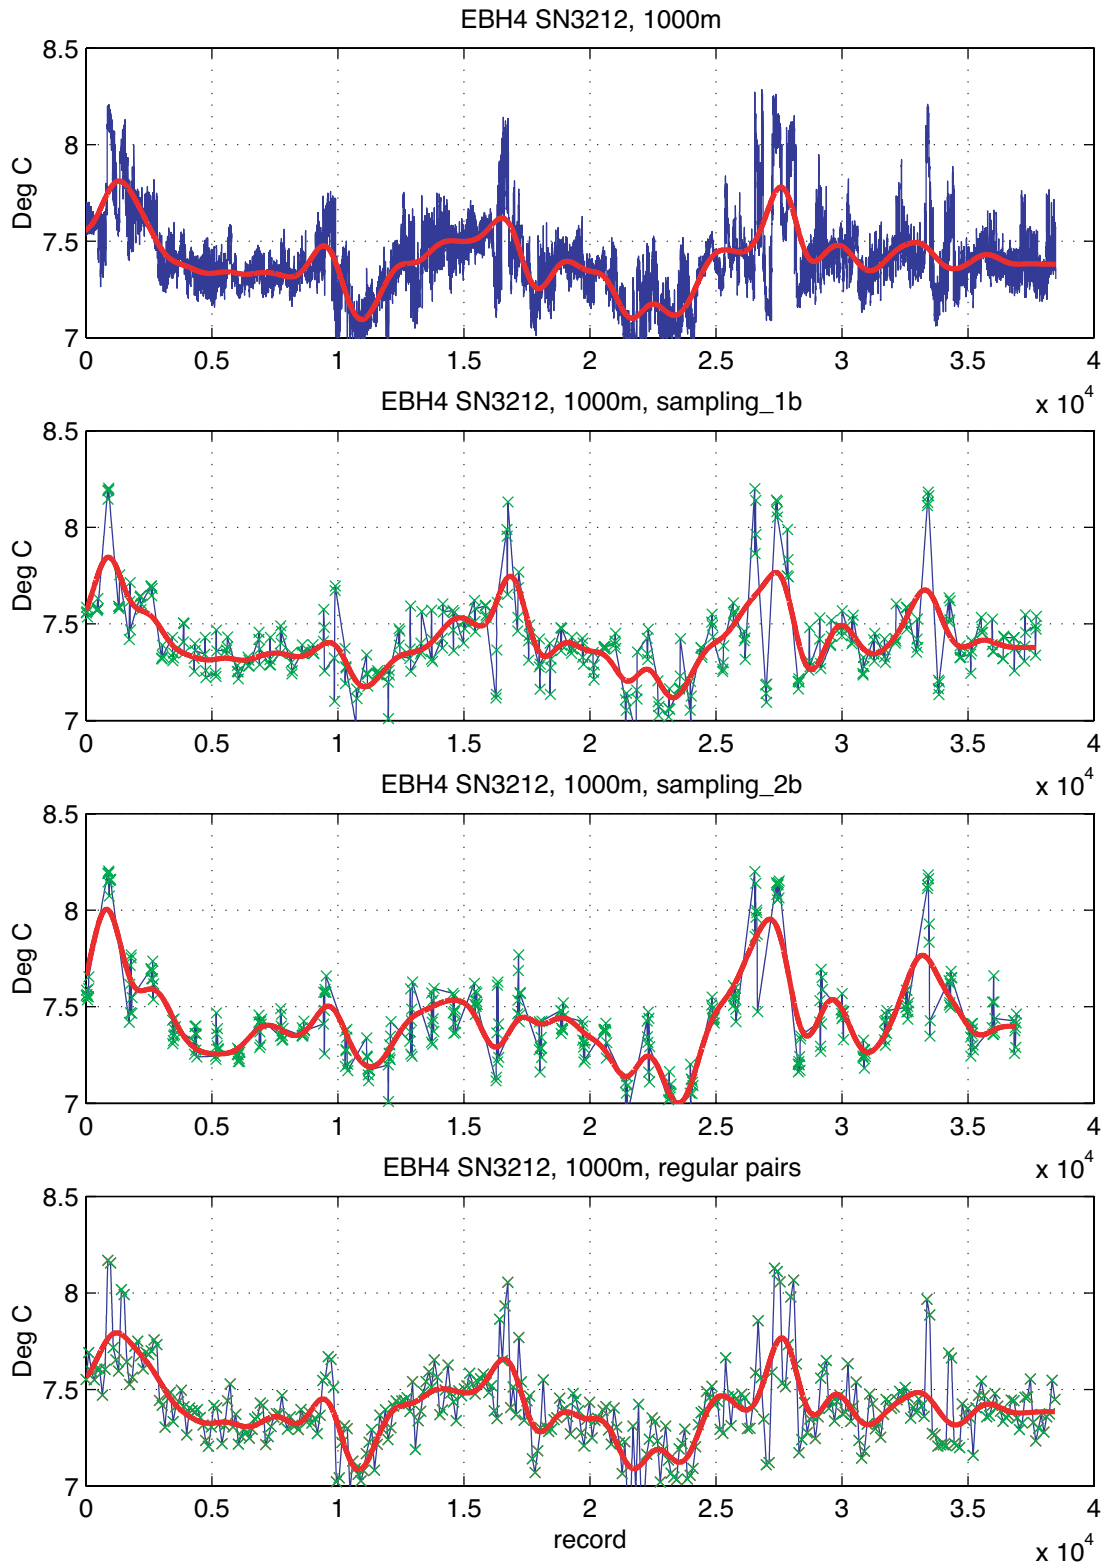 EBH4 SN3212, 1000m
8.5
8
7.5
7
Deg C
0 0.5 1 1.5 2 2.5 3 3.5 4
x 10^4
EBH4 SN3212, 1000m, sampling_1b
8.5
8
7.5
7
Deg C
0 0.5 1 1.5 2 2.5 3 3.5 4
x 10^4
EBH4 SN3212, 1000m, sampling_2b
8.5
8
7.5
7
Deg C
0 0.5 1 1.5 2 2.5 3 3.5 4
x 10^4
EBH4 SN3212, 1000m, regular pairs
8.5
8
7.5
7
Deg C
0 0.5 1 1.5 2 2.5 3 3.5 4
record
x 10^4